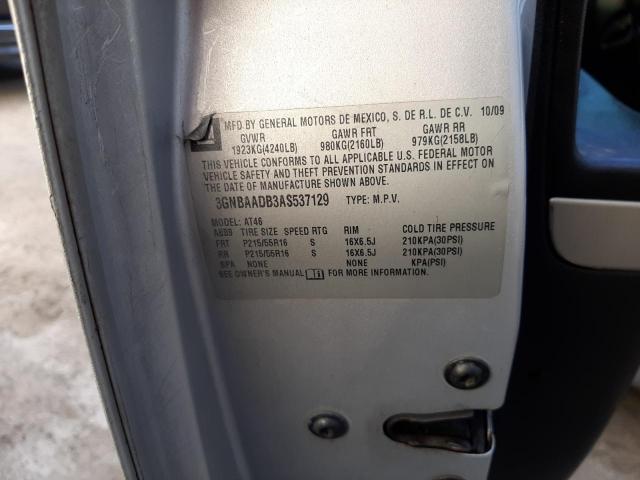 MFD. BY GENERAL MOTORS DE MEXICO, S. DE R.L. DE C.V. 10/09
GVWR GAWR FRT GAWR RR
1923KG(4240LB) 980KG(2160LB) 979KG(2158LB)
THIS VEHICLE CONFORMS TO ALL APPLICABLE U.S. FEDERAL MOTOR
VEHICLE SAFETY AND THEFT PREVENTION STANDARDS IN EFFECT ON
DATE OF MANUFACTURE SHOWN ABOVE.
3GNBAADB3AS537129 TYPE: M.P.V.
MODEL: AT46
ABB9 TIRE SIZE SPEED RTG RIM COLD TIRE PRESSURE
FRT P215/55R16 S 16X6.5J 210KPA(30PSI)
RR P215/55R16 S 16X6.5J 210KPA(30PSI)
SPA NONE NONE KPA(PSI)
SEE OWNER'S MANUAL FOR MORE INFORMATION.